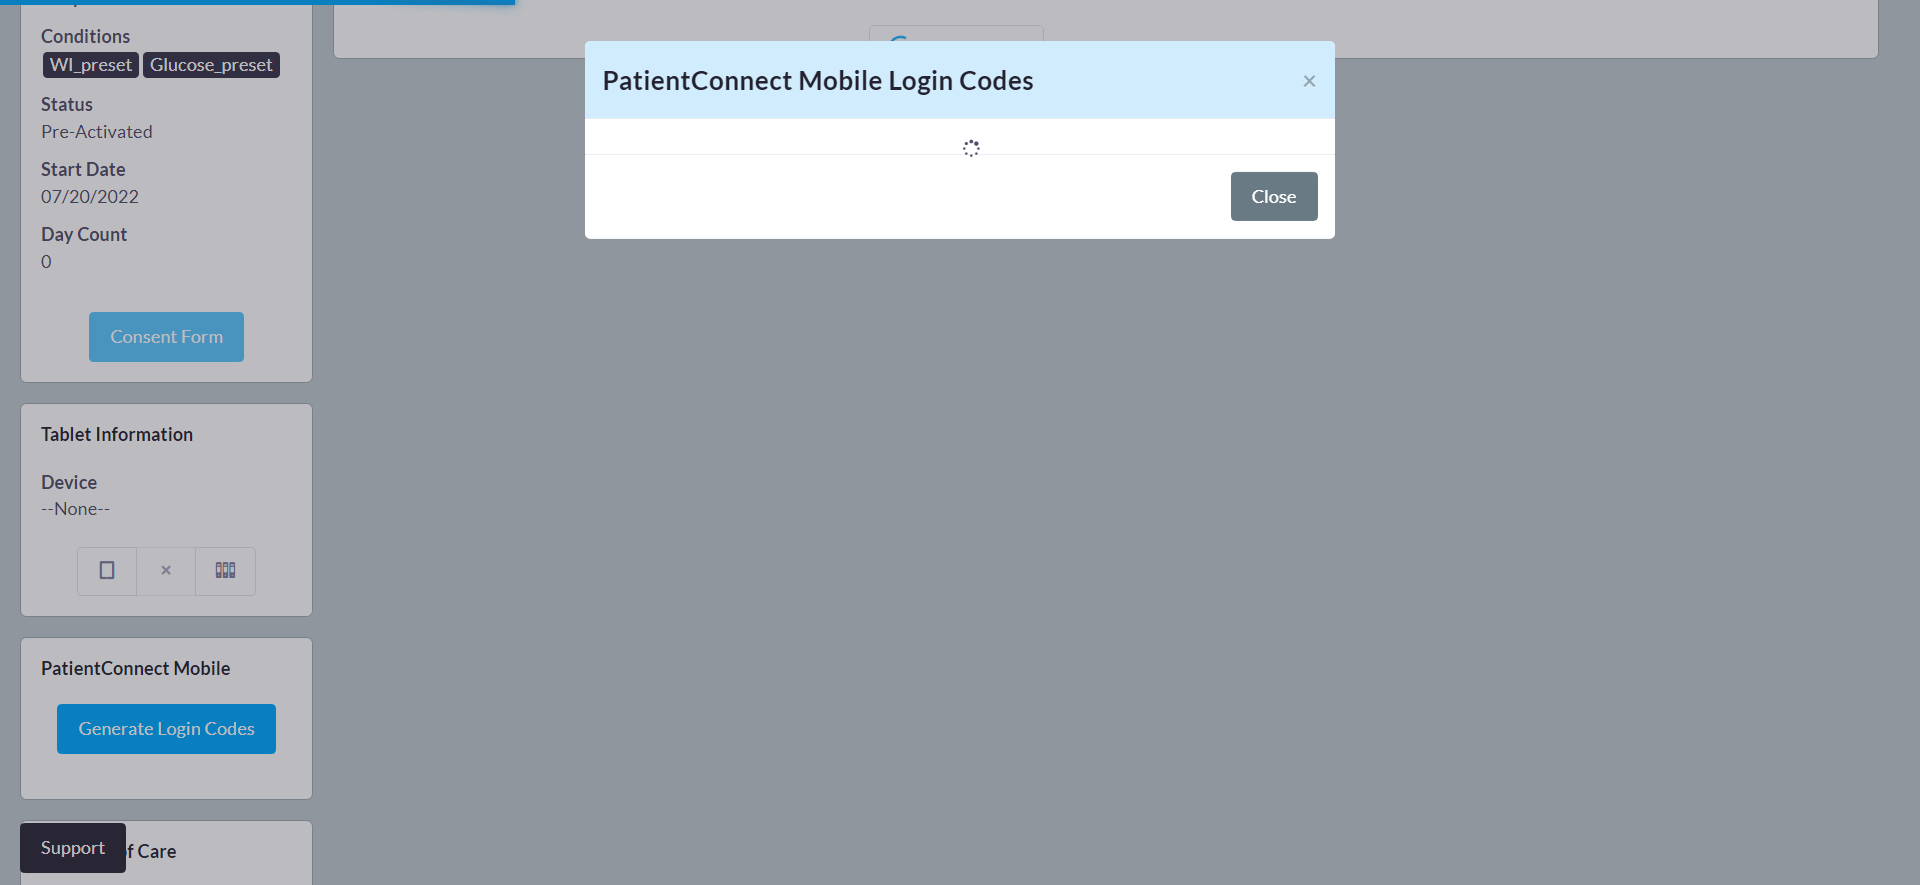 Conditions
WI_preset Glucose_preset
Status
Pre-Activated
Start Date
07/20/2022
Day Count
0
Consent Form
Tablet Information
Device
--None--
×
PatientConnect Mobile
Generate Login Codes
Support
of Care
PatientConnect Mobile Login Codes
×
Close